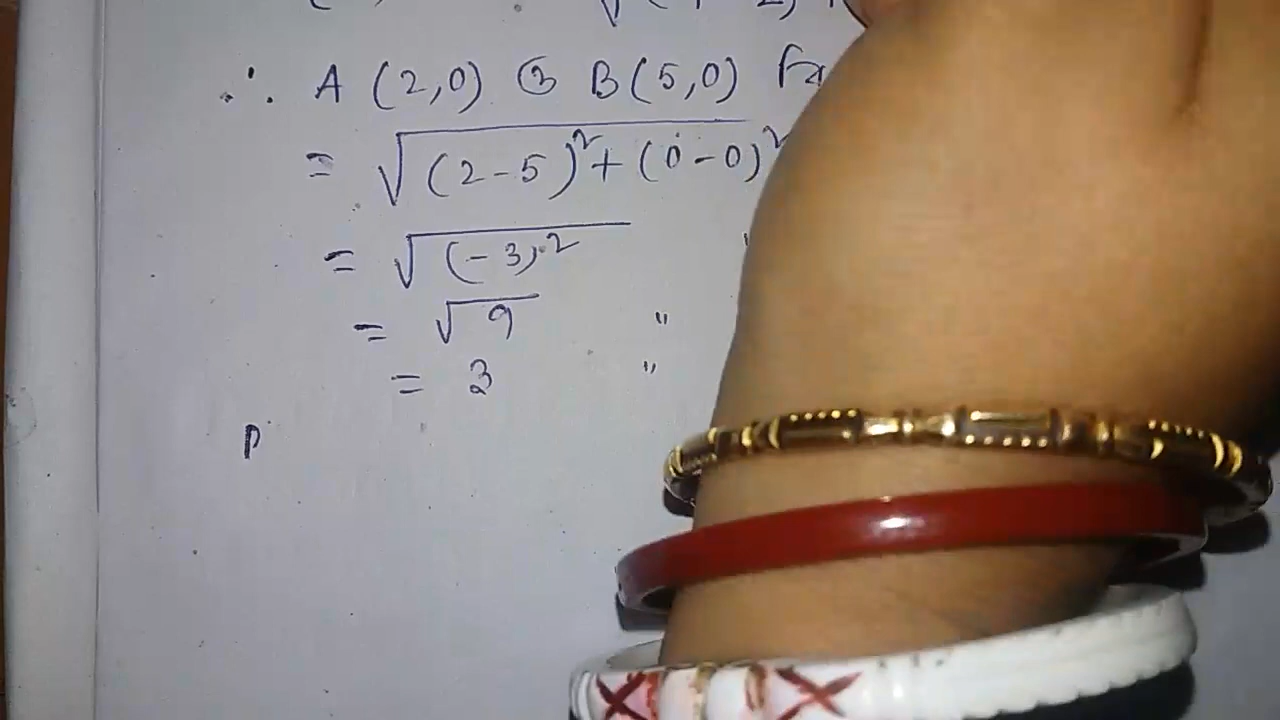 ∴ A (2,0) ও B (5,0)
= √(2-5)²+(0-0)²
= √(-3)²
= √9 "
= 3 "